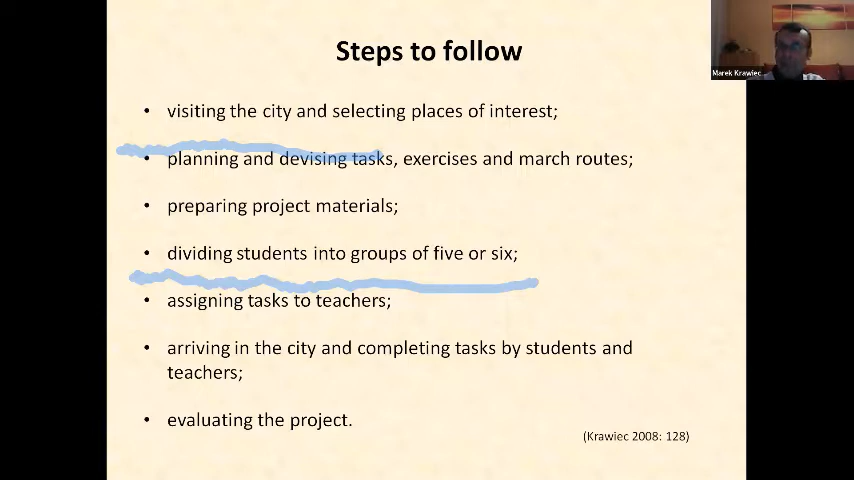 Steps to follow
Marek Krawiec
• visiting the city and selecting places of interest;
• planning and devising tasks, exercises and march routes;
• preparing project materials;
• dividing students into groups of five or six;
• assigning tasks to teachers;
• arriving in the city and completing tasks by students and
teachers;
• evaluating the project.
(Krawiec 2008: 128)